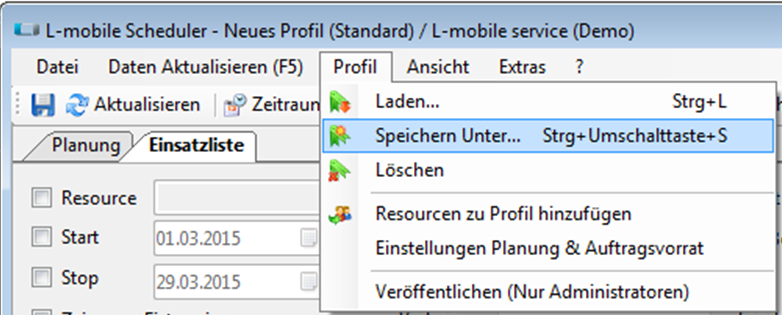 L-mobile Scheduler - Neues Profil (Standard) / L-mobile service (Demo)
Datei Daten Aktualisieren (F5) Profil Ansicht Extras ?
Aktualisieren Zeitraum
Laden... Strg+L
Speichern Unter... Strg+Umschalttaste+S
Löschen
Resourcen zu Profil hinzufügen
Einstellungen Planung & Auftragsvorrat
Veröffentlichen (Nur Administratoren)
Planung Einsatzliste
Resource
Start 01.03.2015
Stop 29.03.2015